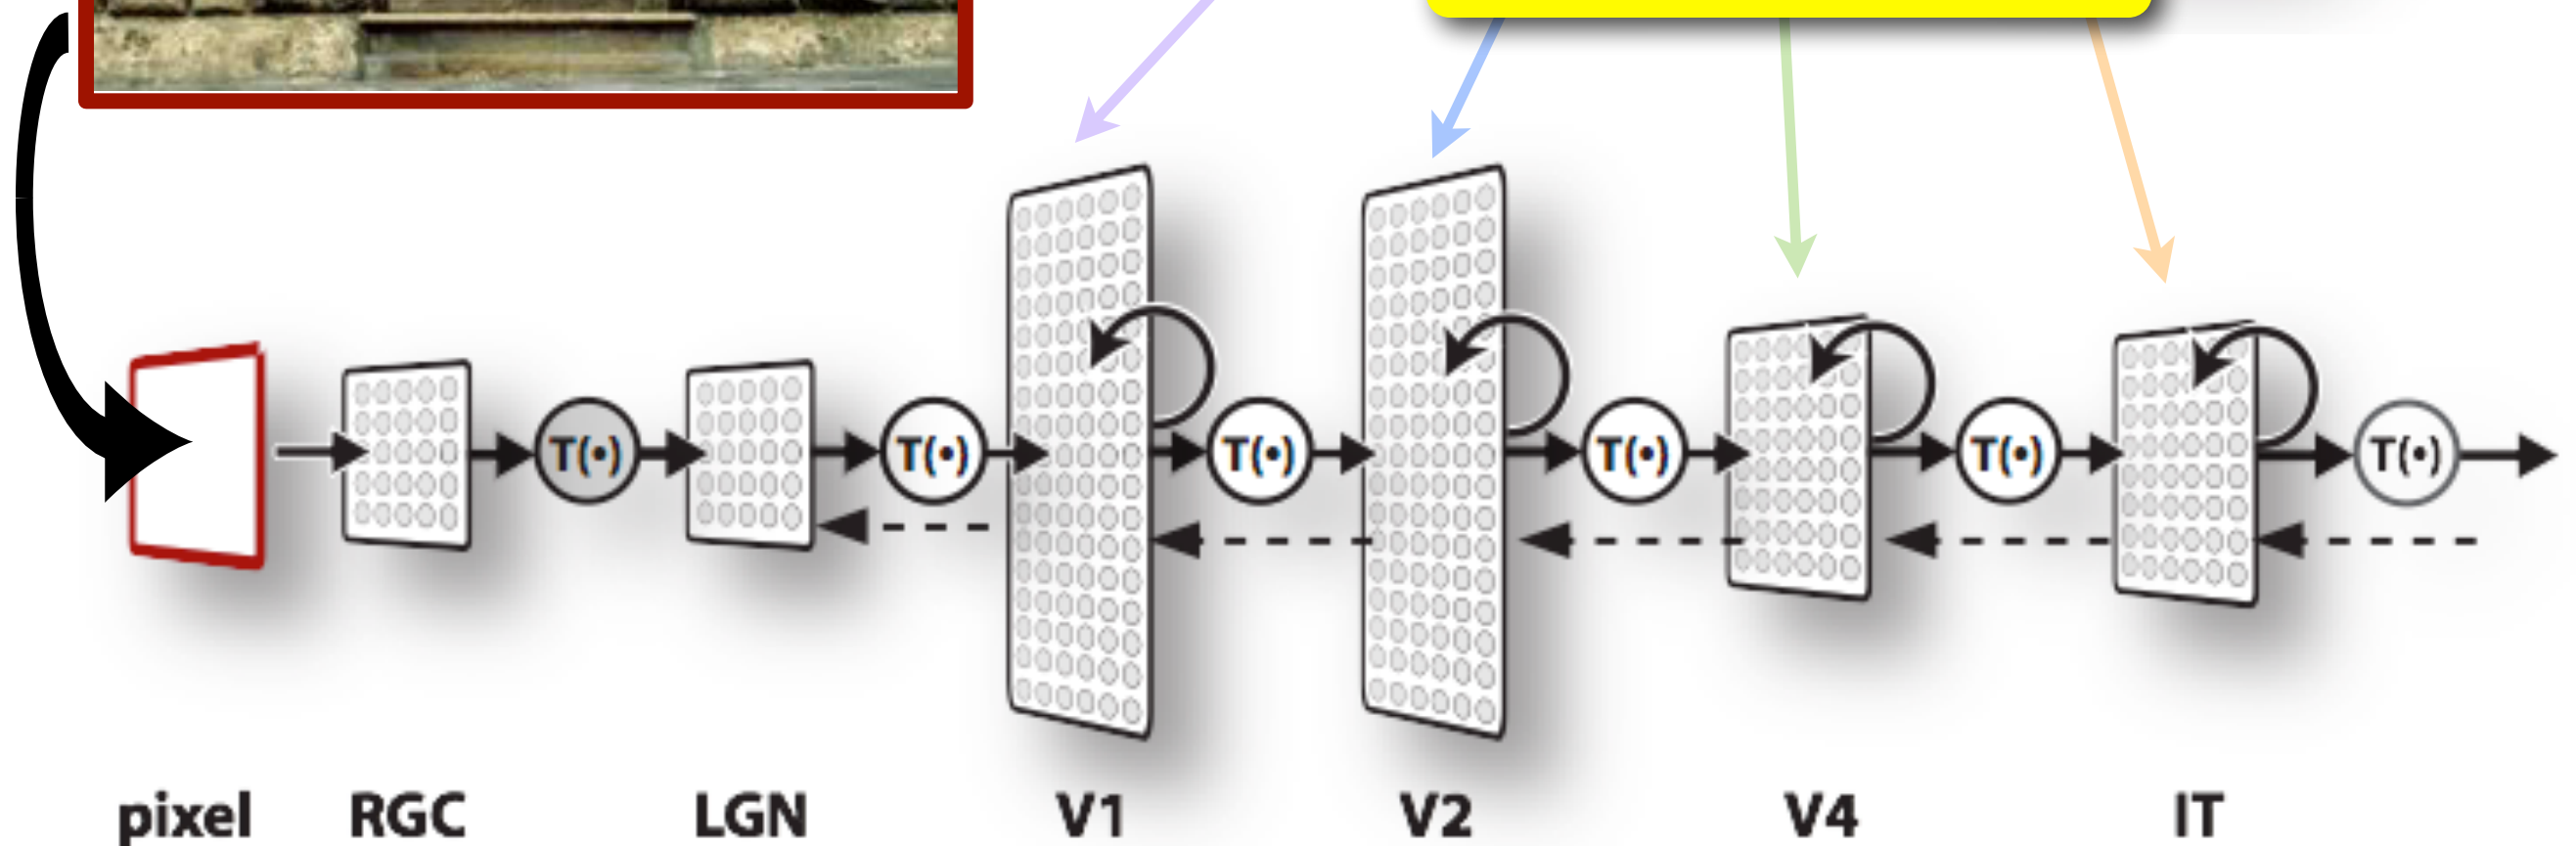 T(•) T(•) T(•) T(•) T(•) T(•)
pixel RGC LGN V1 V2 V4 IT